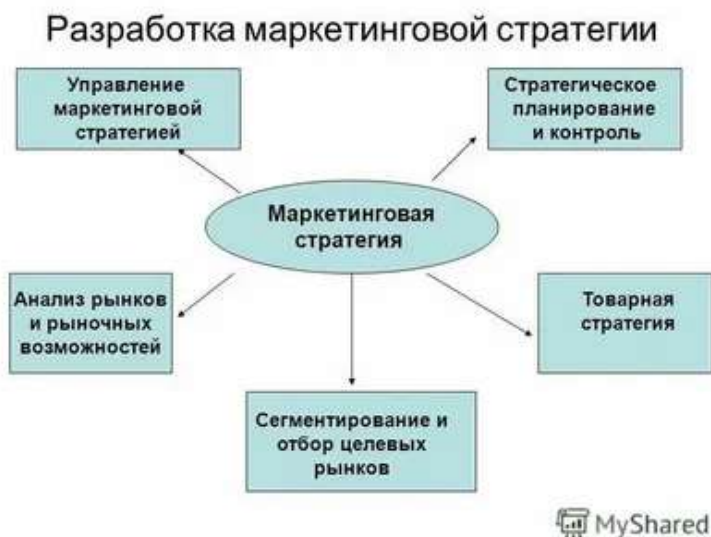 Разработка маркетинговой стратегии
Управление
маркетинговой
стратегией
Стратегическое
планирование
и контроль
Маркетинговая
стратегия
Анализ рынков
и рыночных
возможностей
Товарная
стратегия
Сегментирование и
отбор целевых
рынков
MyShared